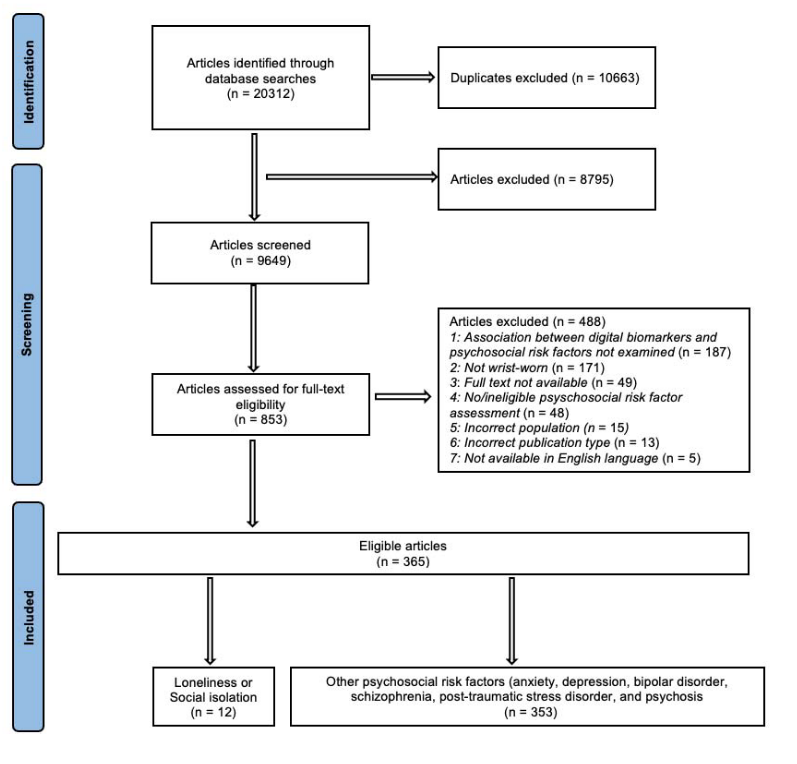 Identification
Articles identified through
database searches
(n = 20312)
Duplicates excluded (n = 10663)
Articles excluded (n = 8795)
Screening
Articles screened
(n = 9649)
Articles assessed for full-text
eligibility
(n = 853)
Articles excluded (n = 488)
1: Association between digital biomarkers and
psychosocial risk factors not examined (n = 187)
2: Not wrist-worn (n = 171)
3: Full text not available (n = 49)
4: No/ineligible psyschosocial risk factor
assessment (n = 48)
5: Incorrect population (n = 15)
6: Incorrect publication type (n = 13)
7: Not available in English language (n = 5)
Included
Eligible articles
(n = 365)
Loneliness or
Social isolation
(n = 12)
Other psychosocial risk factors (anxiety, depression, bipolar disorder,
schizophrenia, post-traumatic stress disorder, and psychosis
(n = 353)